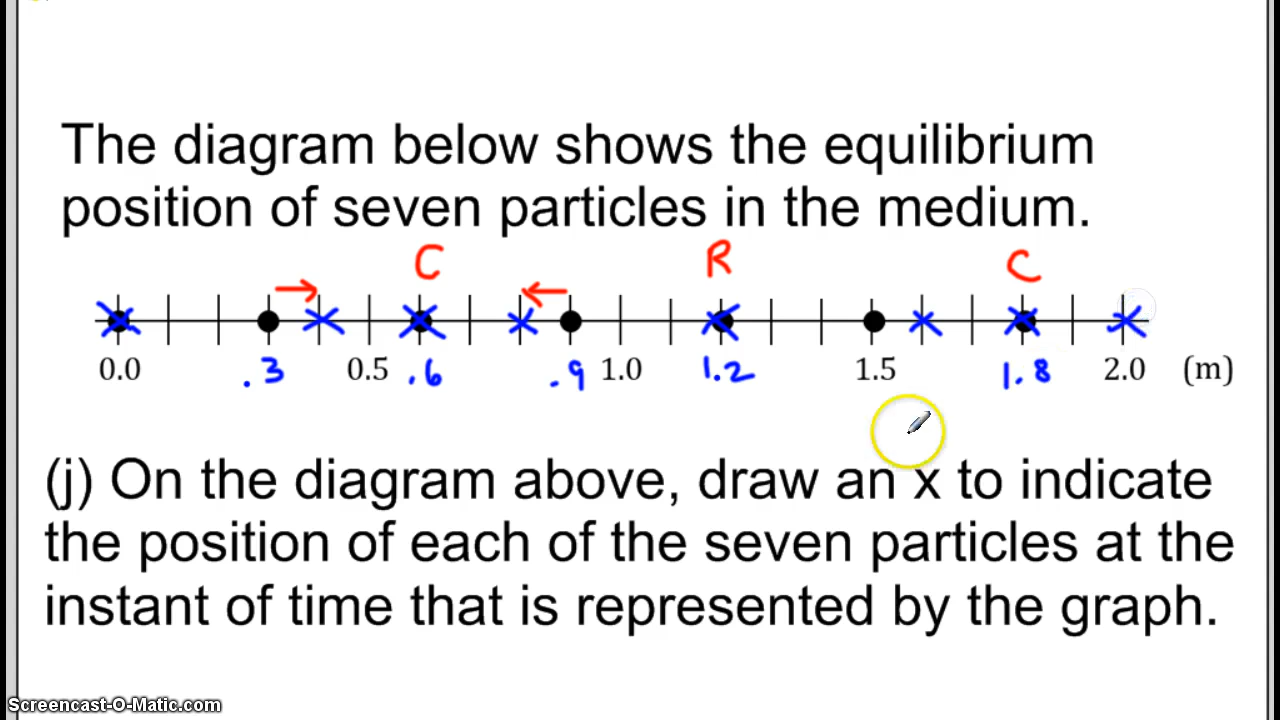 The diagram below shows the equilibrium
position of seven particles in the medium.
C R C
0.0 .3 0.5 .6 .9 1.0 1.2 1.5 1.8 2.0 (m)
(j) On the diagram above, draw an x to indicate
the position of each of the seven particles at the
instant of time that is represented by the graph.
Screencast-O-Matic.com